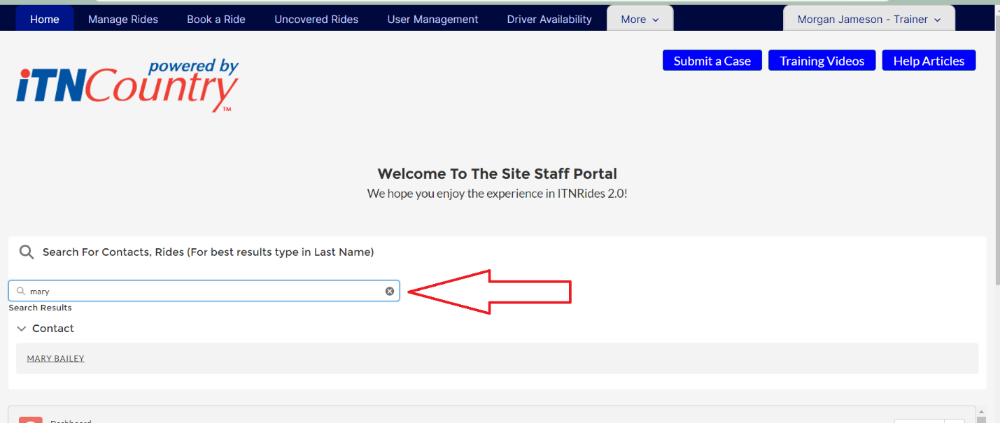 Home Manage Rides Book a Ride Uncovered Rides User Management Driver Availability More Morgan Jameson - Trainer
Submit a Case Training Videos Help Articles
powered by
iTNCountry™
Welcome To The Site Staff Portal
We hope you enjoy the experience in ITNRides 2.0!
Search For Contacts, Rides (For best results type in Last Name)
mary
Search Results
Contact
MARY BAILEY
Dashboard